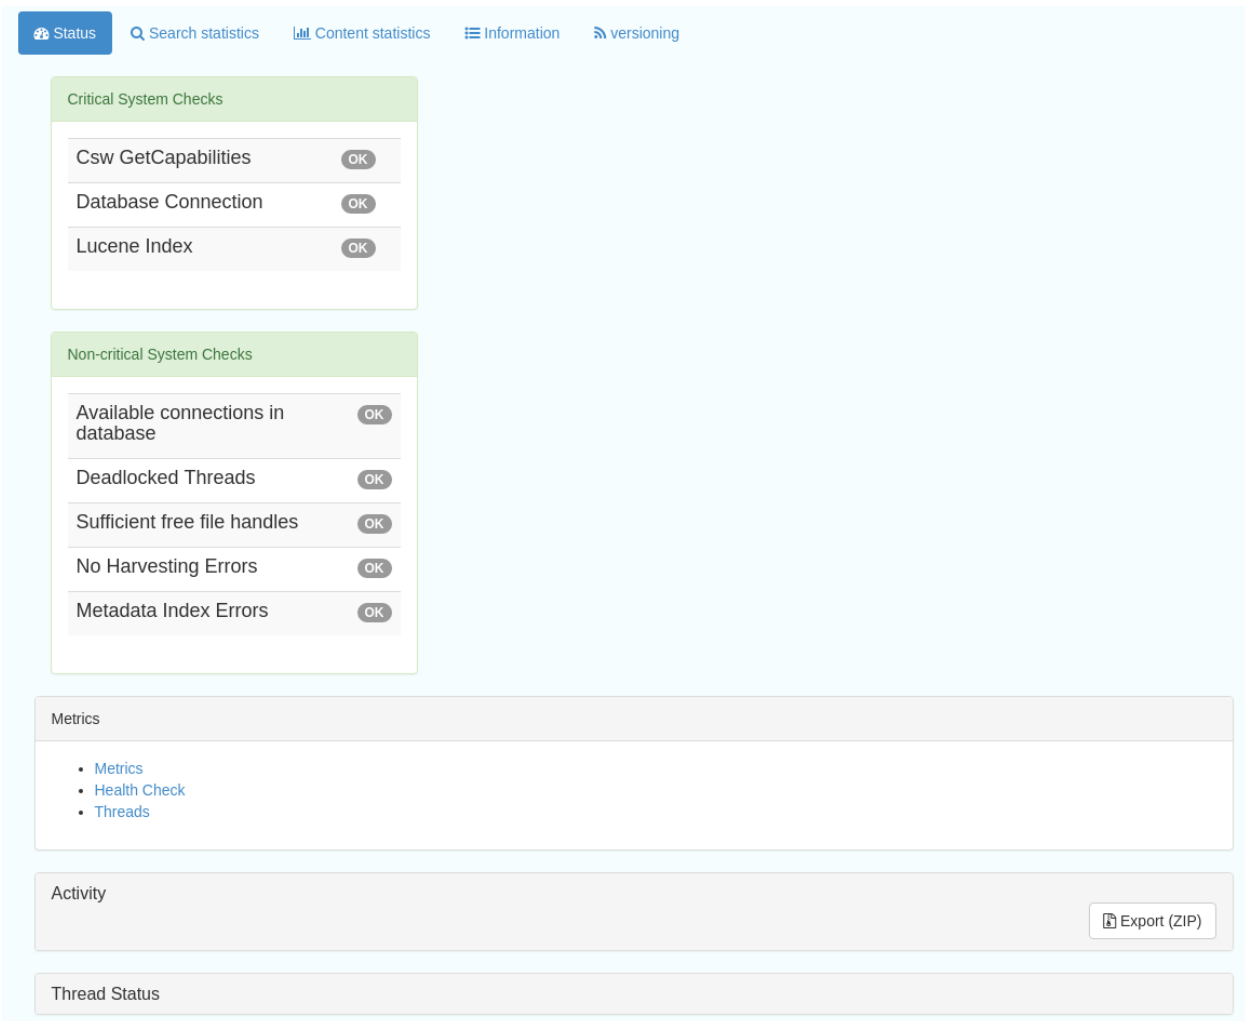 Status Search statistics Content statistics Information versioning
Critical System Checks
Csw GetCapabilities OK
Database Connection OK
Lucene Index OK
Non-critical System Checks
Available connections in OK
database
Deadlocked Threads OK
Sufficient free file handles OK
No Harvesting Errors OK
Metadata Index Errors OK
Metrics
Metrics
Health Check
Threads
Activity
Export (ZIP)
Thread Status